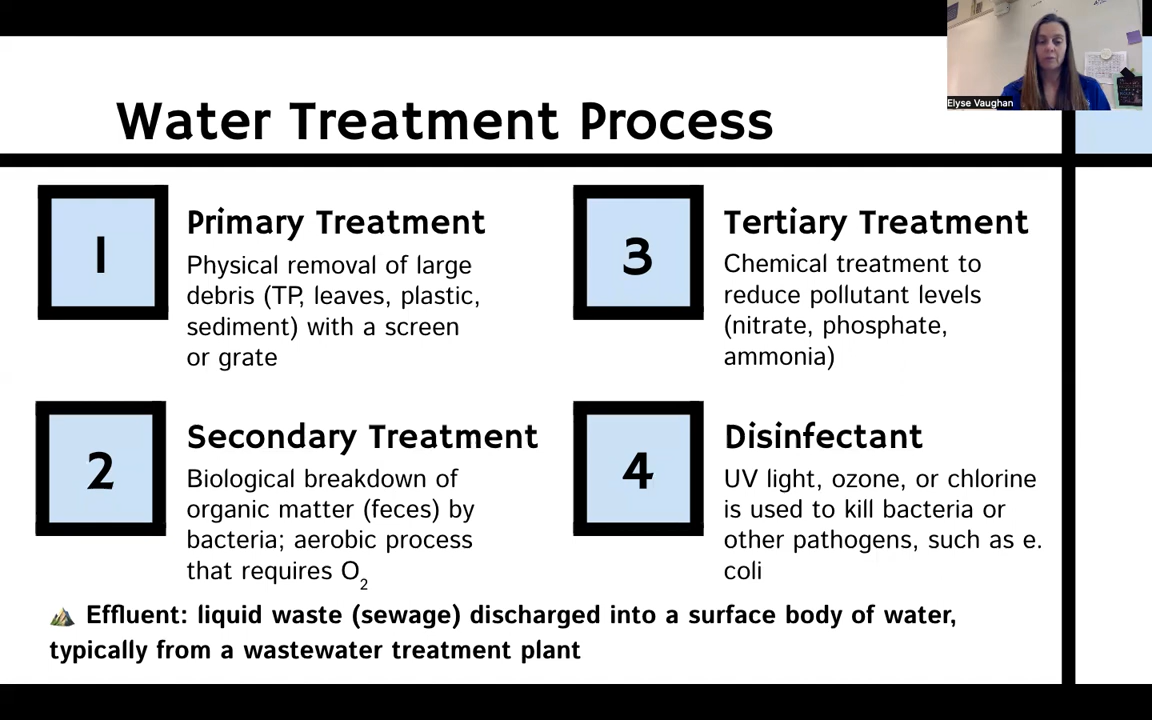 Elyse Vaughan
Water Treatment Process
1
Primary Treatment
Physical removal of large
debris (TP, leaves, plastic,
sediment) with a screen
or grate
2
Secondary Treatment
Biological breakdown of
organic matter (feces) by
bacteria; aerobic process
that requires O₂
3
Tertiary Treatment
Chemical treatment to
reduce pollutant levels
(nitrate, phosphate,
ammonia)
4
Disinfectant
UV light, ozone, or chlorine
is used to kill bacteria or
other pathogens, such as e.
coli
Effluent: liquid waste (sewage) discharged into a surface body of water,
typically from a wastewater treatment plant